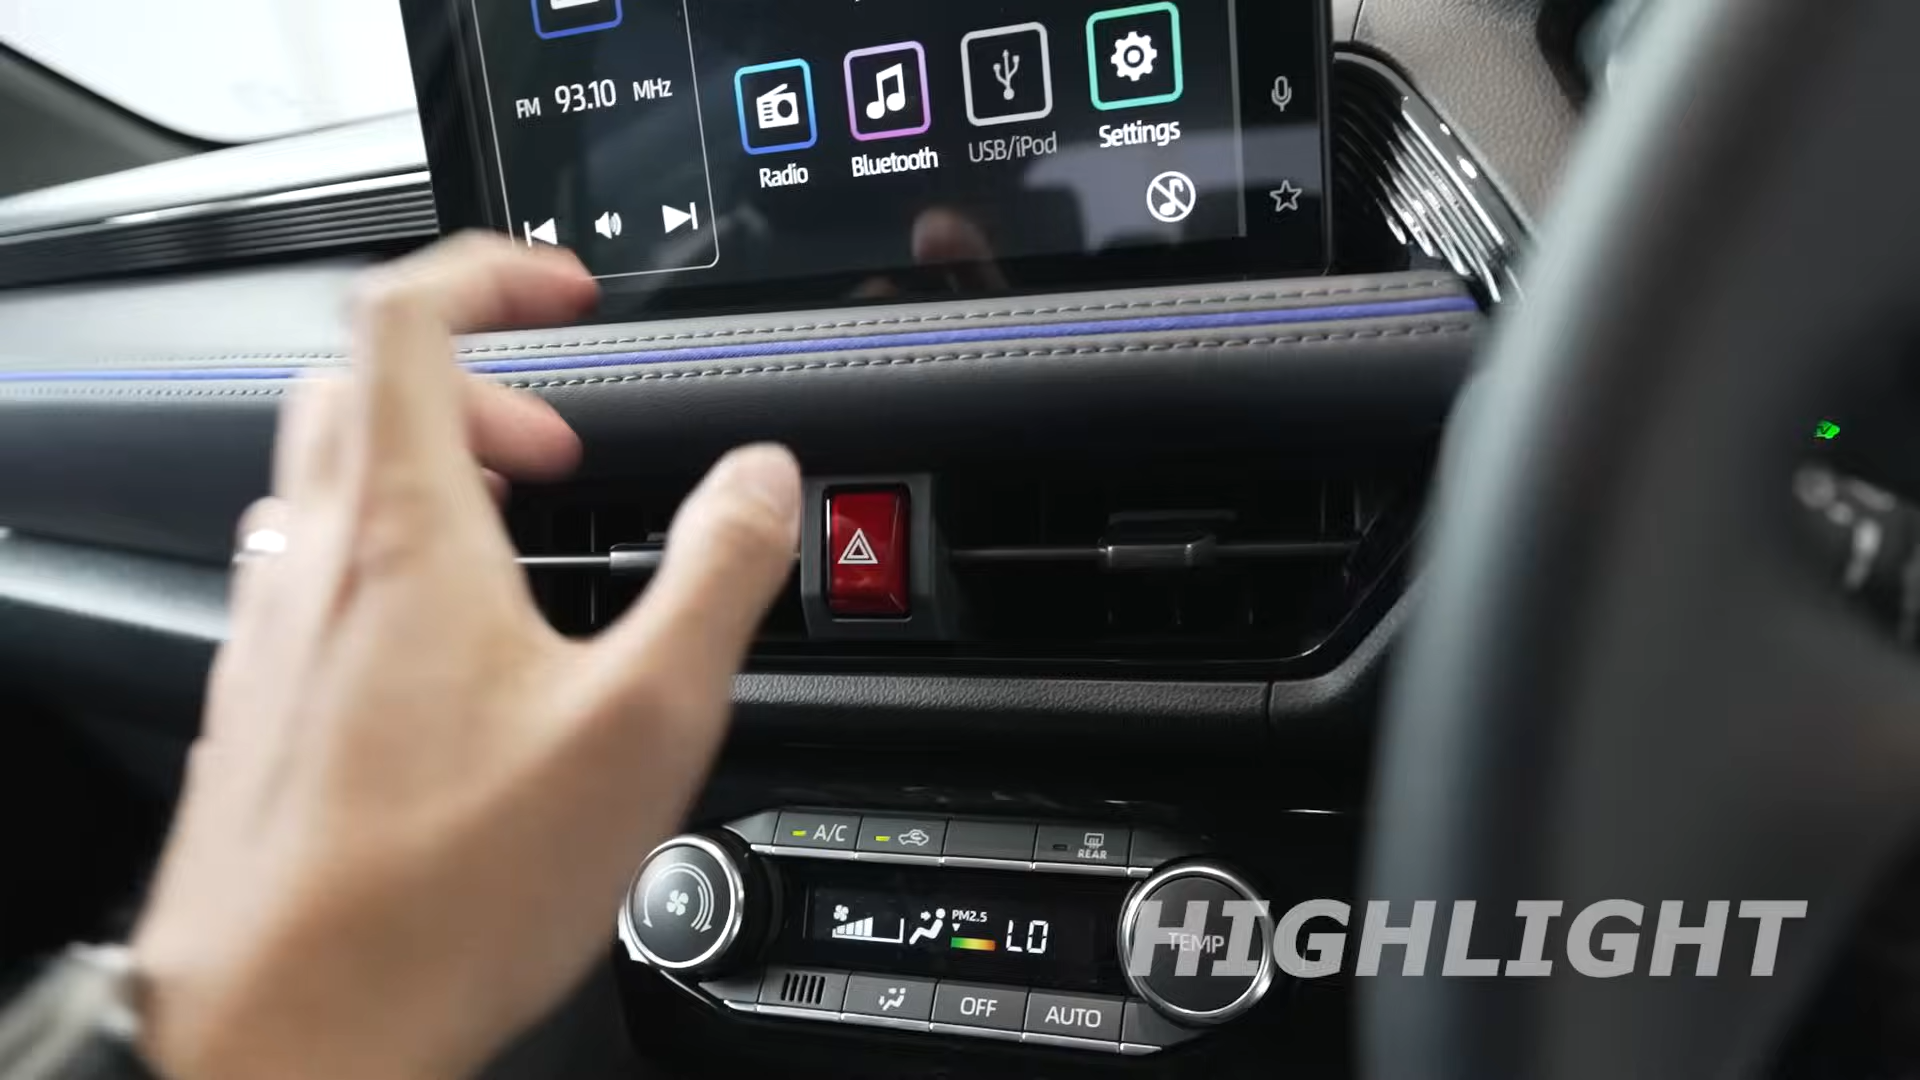 FM 93.10 MHz
Radio
Bluetooth
USB/iPod
Settings
A/C
REAR
PM2.5
LO
TEMP
OFF
AUTO
HIGHLIGHT